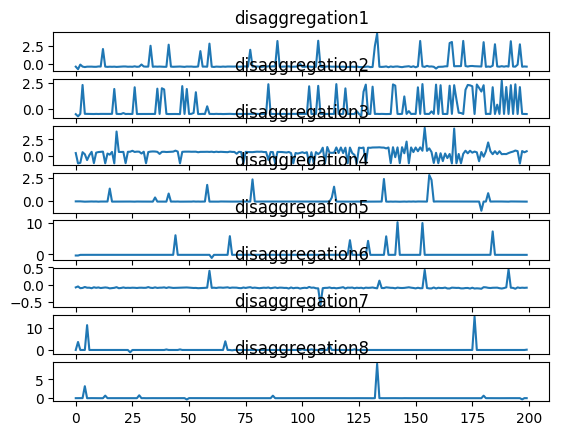 disaggregation1
2.5
0.0
disaggregation2
2.5
0.0
disaggregation3
2.5
0.0
disaggregation4
2.5
0.0
disaggregation5
10
0
disaggregation6
0.5
0.0
−0.5
disaggregation7
10
0
disaggregation8
5
0
0 25 50 75 100 125 150 175 200